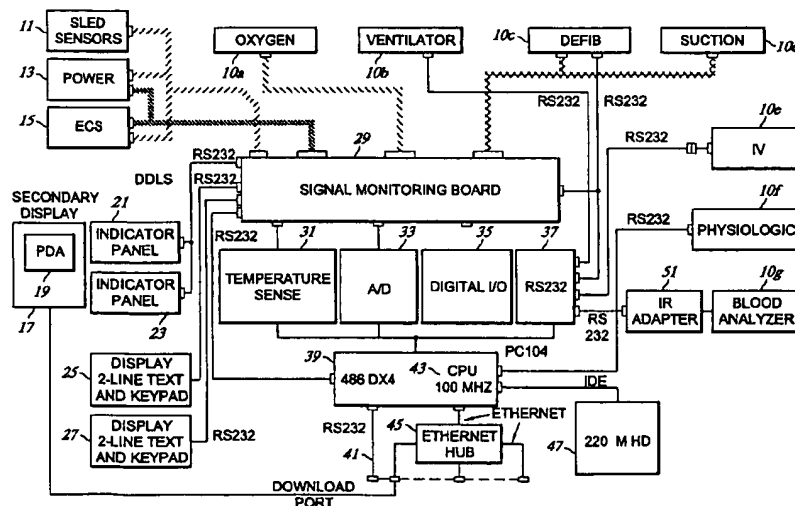 11
SLED
SENSORS
OXYGEN
10a
VENTILATOR
10b
10c
DEFIB
SUCTION
10d
13
POWER
15
ECS
RS232
RS232
RS232
10e
IV
29
SIGNAL MONITORING BOARD
RS232
DDLS
RS232
RS232
SECONDARY
DISPLAY
PDA
19
17
21
INDICATOR
PANEL
INDICATOR
PANEL
23
31
TEMPERATURE
SENSE
33
A/D
35
DIGITAL I/O
37
RS232
RS232
10f
PHYSIOLOGIC
RS
232
51
IR
ADAPTER
10g
BLOOD
ANALYZER
PC104
25
DISPLAY
2-LINE TEXT
AND KEYPAD
27
DISPLAY
2-LINE TEXT
AND KEYPAD
RS232
39
486 DX4
43
CPU
100 MHZ
IDE
RS232
41
45
ETHERNET
ETHERNET
HUB
47
220 M HD
DOWNLOAD
PORT